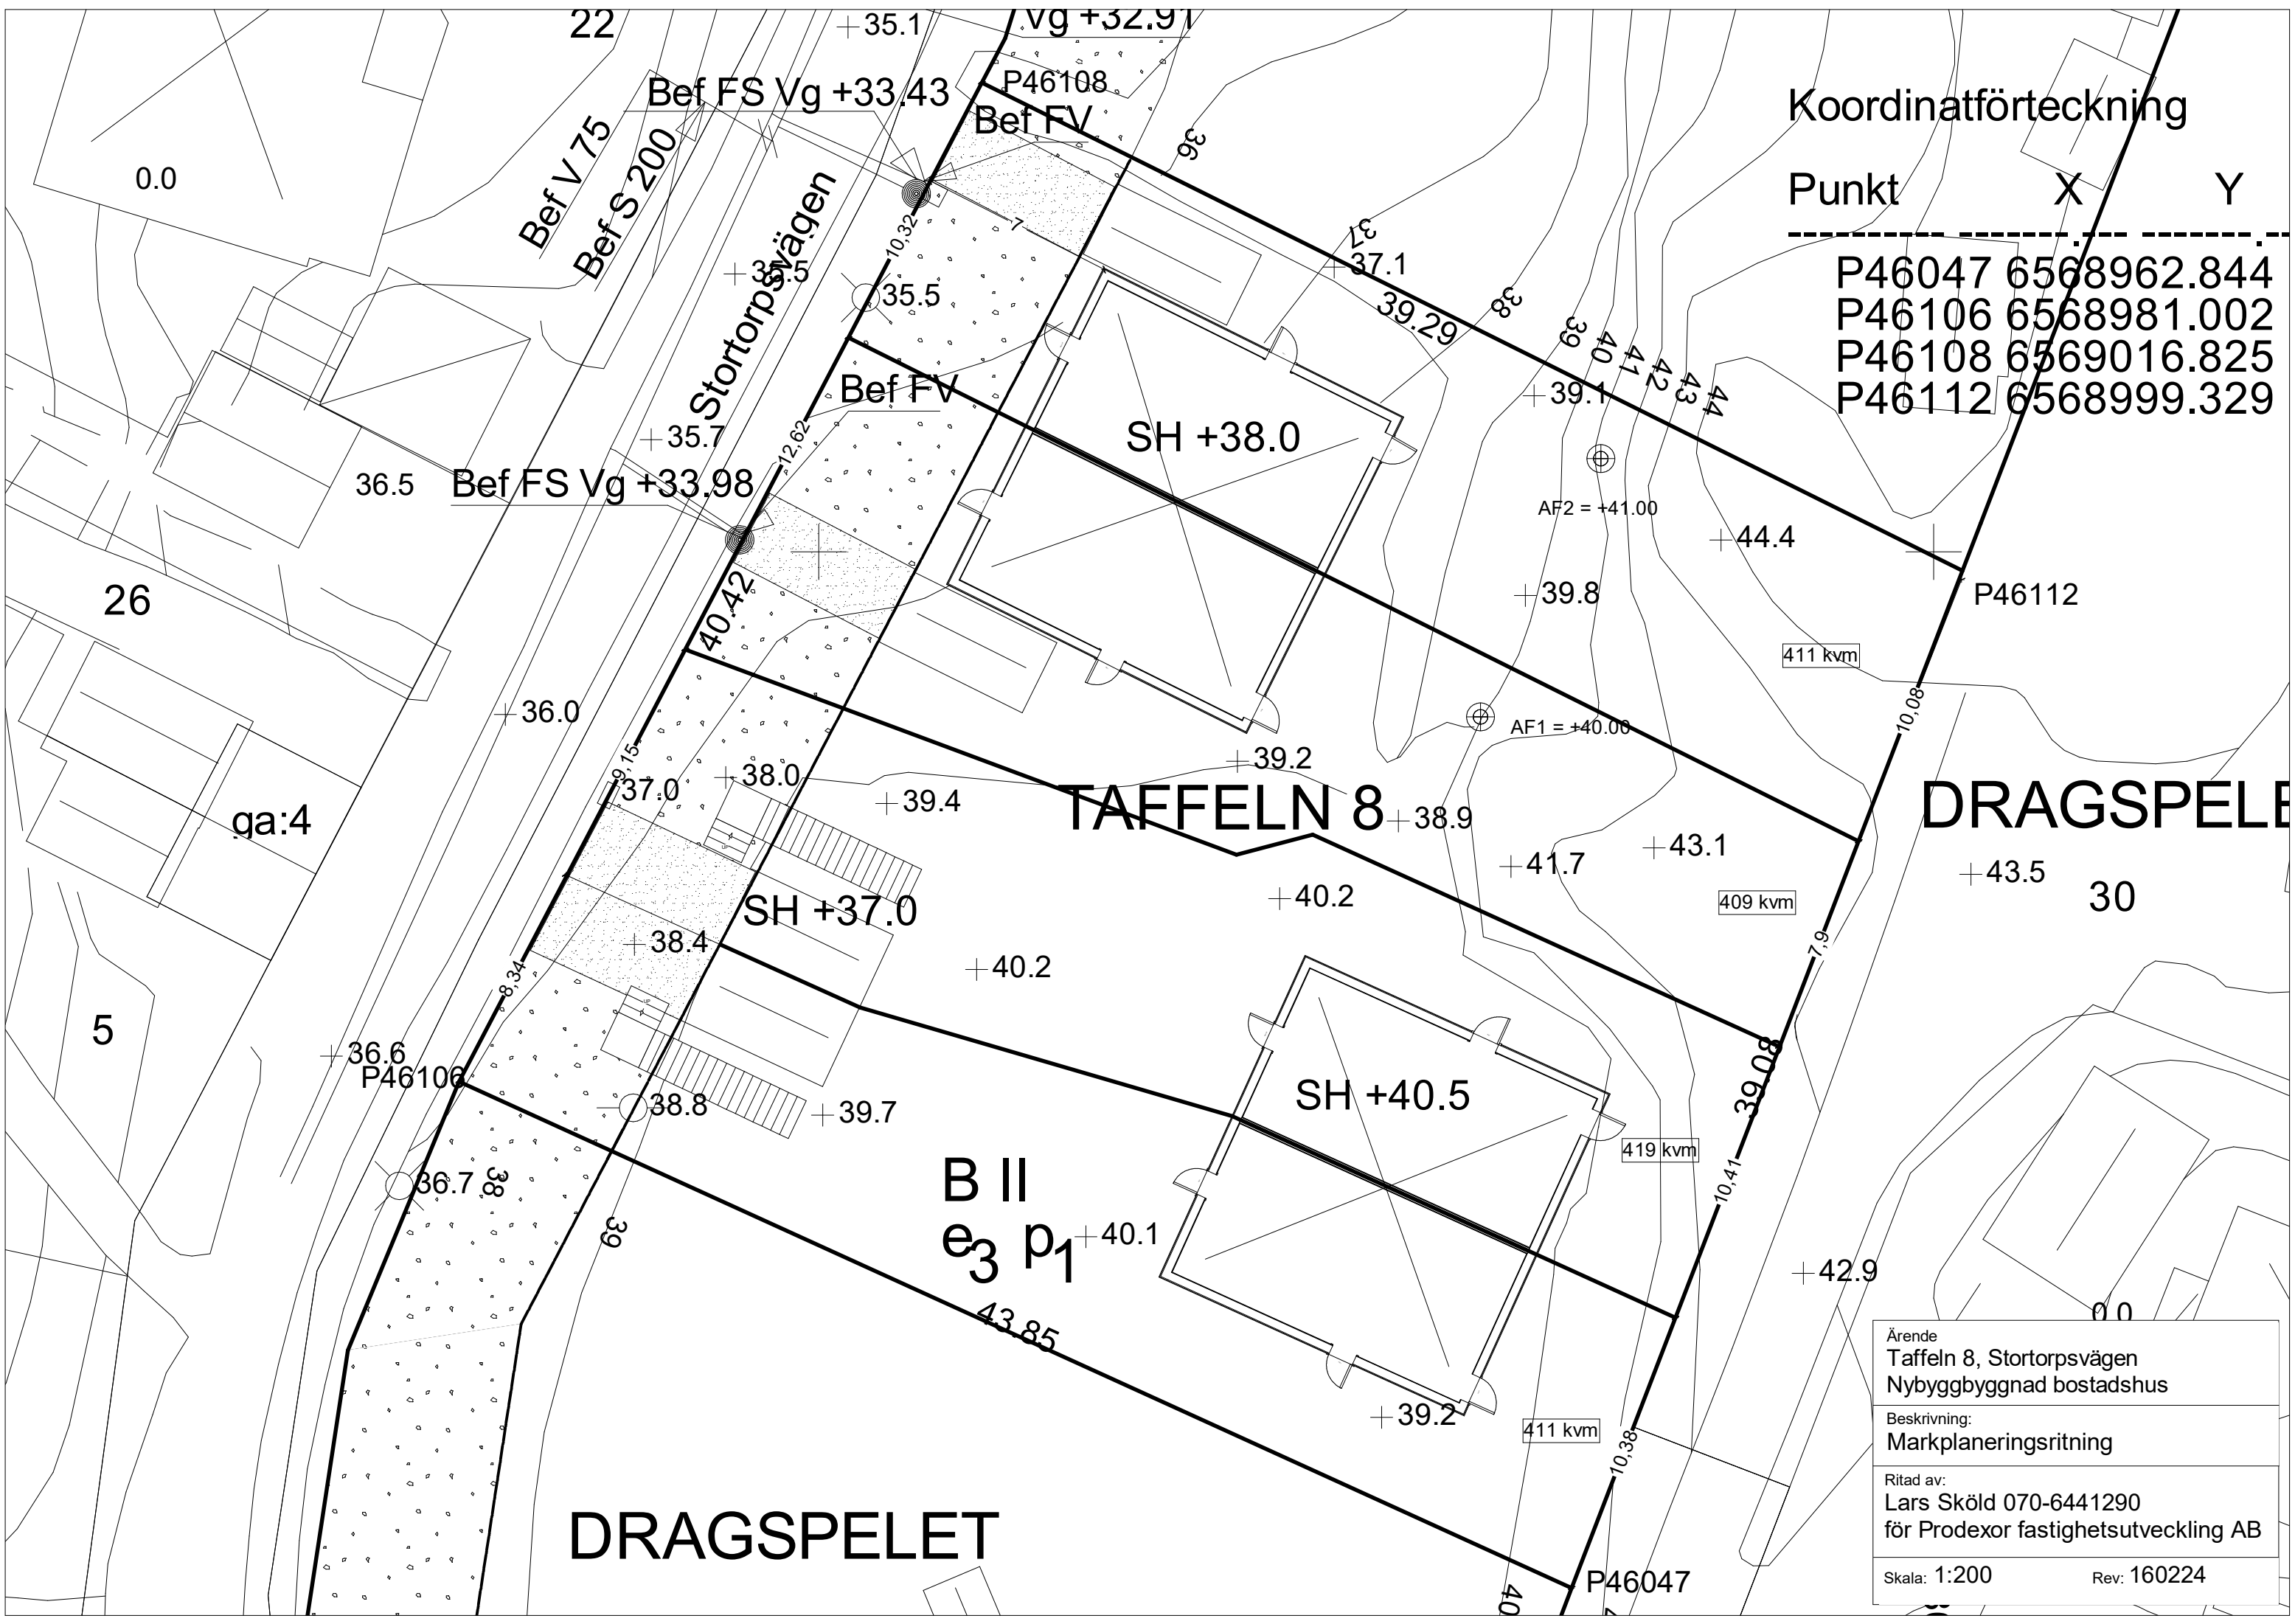 22
35.1
Vg +32.91
P46108
Bef FS Vg +33.43
Bef FV
Koordinatförteckning
Punkt X Y
-------- --------.--- ------.--
P46047 6568962.844
P46106 6568981.002
P46108 6569016.825
P46112 6568999.329
0.0
Bef V 75
Bef S 200
Stortorpsvägen
36
10,32
7
37
37.1
35.5
35.5
39.29
38
39
40
41
42
43
44
39.1
Bef FV
35.7
12,62
SH +38.0
36.5
Bef FS Vg +33.98
AF2 = +41.00
44.4
26
40.42
39.8
P46112
411 kvm
36.0
10,08
AF1 = +40.00
9,15
37.0
38.0
39.2
39.4
TAFFELN 8
38.9
DRAGSPELE
ga:4
43.1
41.7
43.5
30
40.2
409 kvm
SH +37.0
38.4
7,9
40.2
8,34
5
36.6
P46106
38.8
39.7
SH +40.5
39.08
419 kvm
10,41
36.7
38
39
B II
e3 p1
40.1
42.9
43.85
0.0
39.2
411 kvm
10,38
DRAGSPELET
P46047
40
Ärende
Taffeln 8, Stortorpsvägen
Nybyggbyggnad bostadshus
Beskrivning:
Markplaneringsritning
Ritad av:
Lars Sköld 070-6441290
för Prodexor fastighetsutveckling AB
Skala: 1:200 Rev: 160224